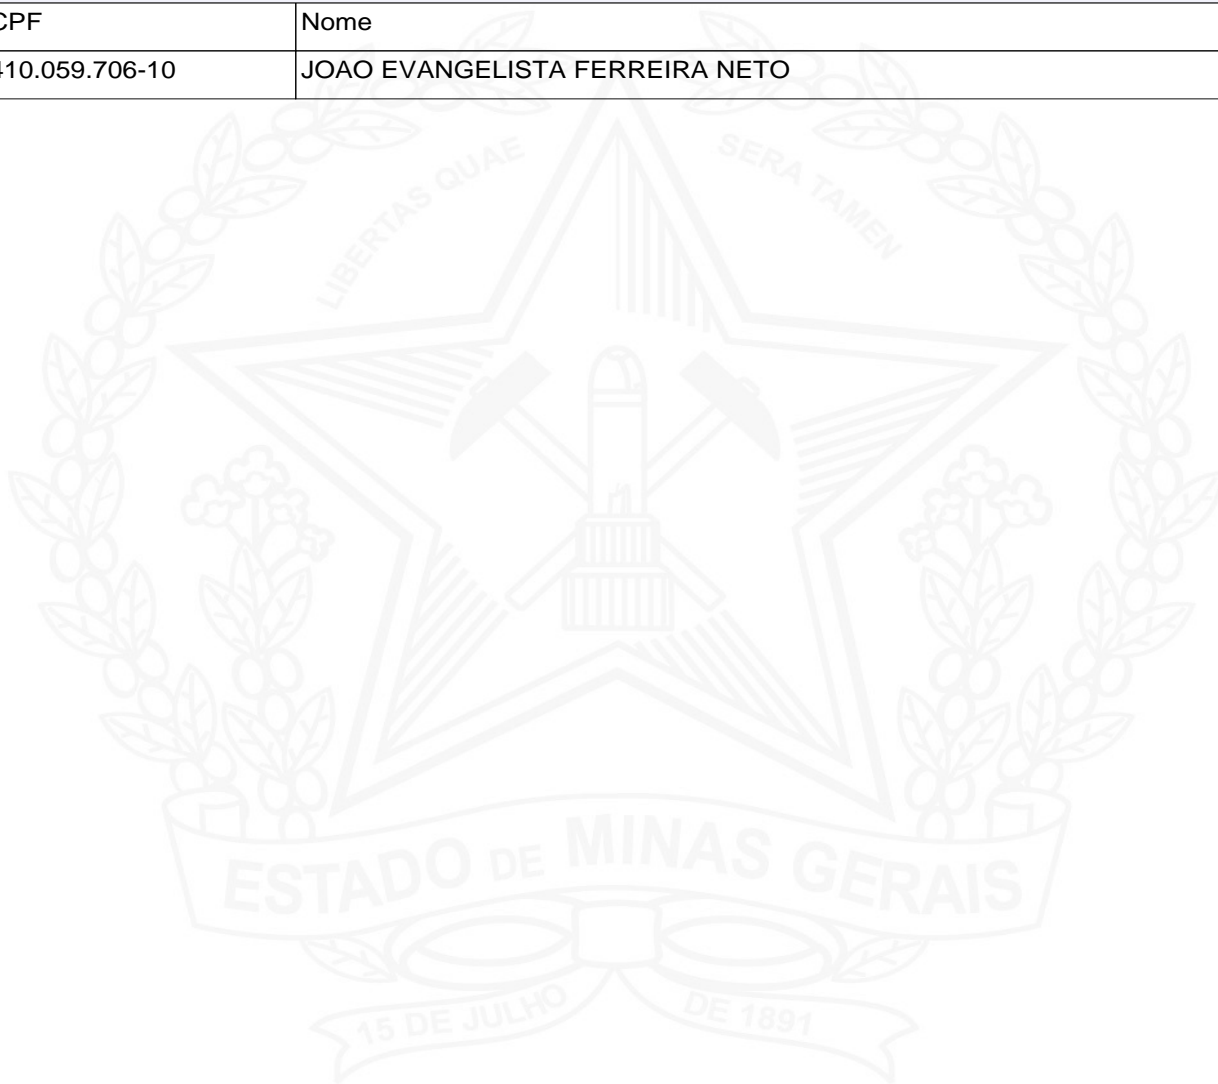 CPF Nome
410.059.706-10 JOAO EVANGELISTA FERREIRA NETO
LIBERTAS QUAE SERA TAMEN
ESTADO DE MINAS GERAIS
15 DE JULHO DE 1891